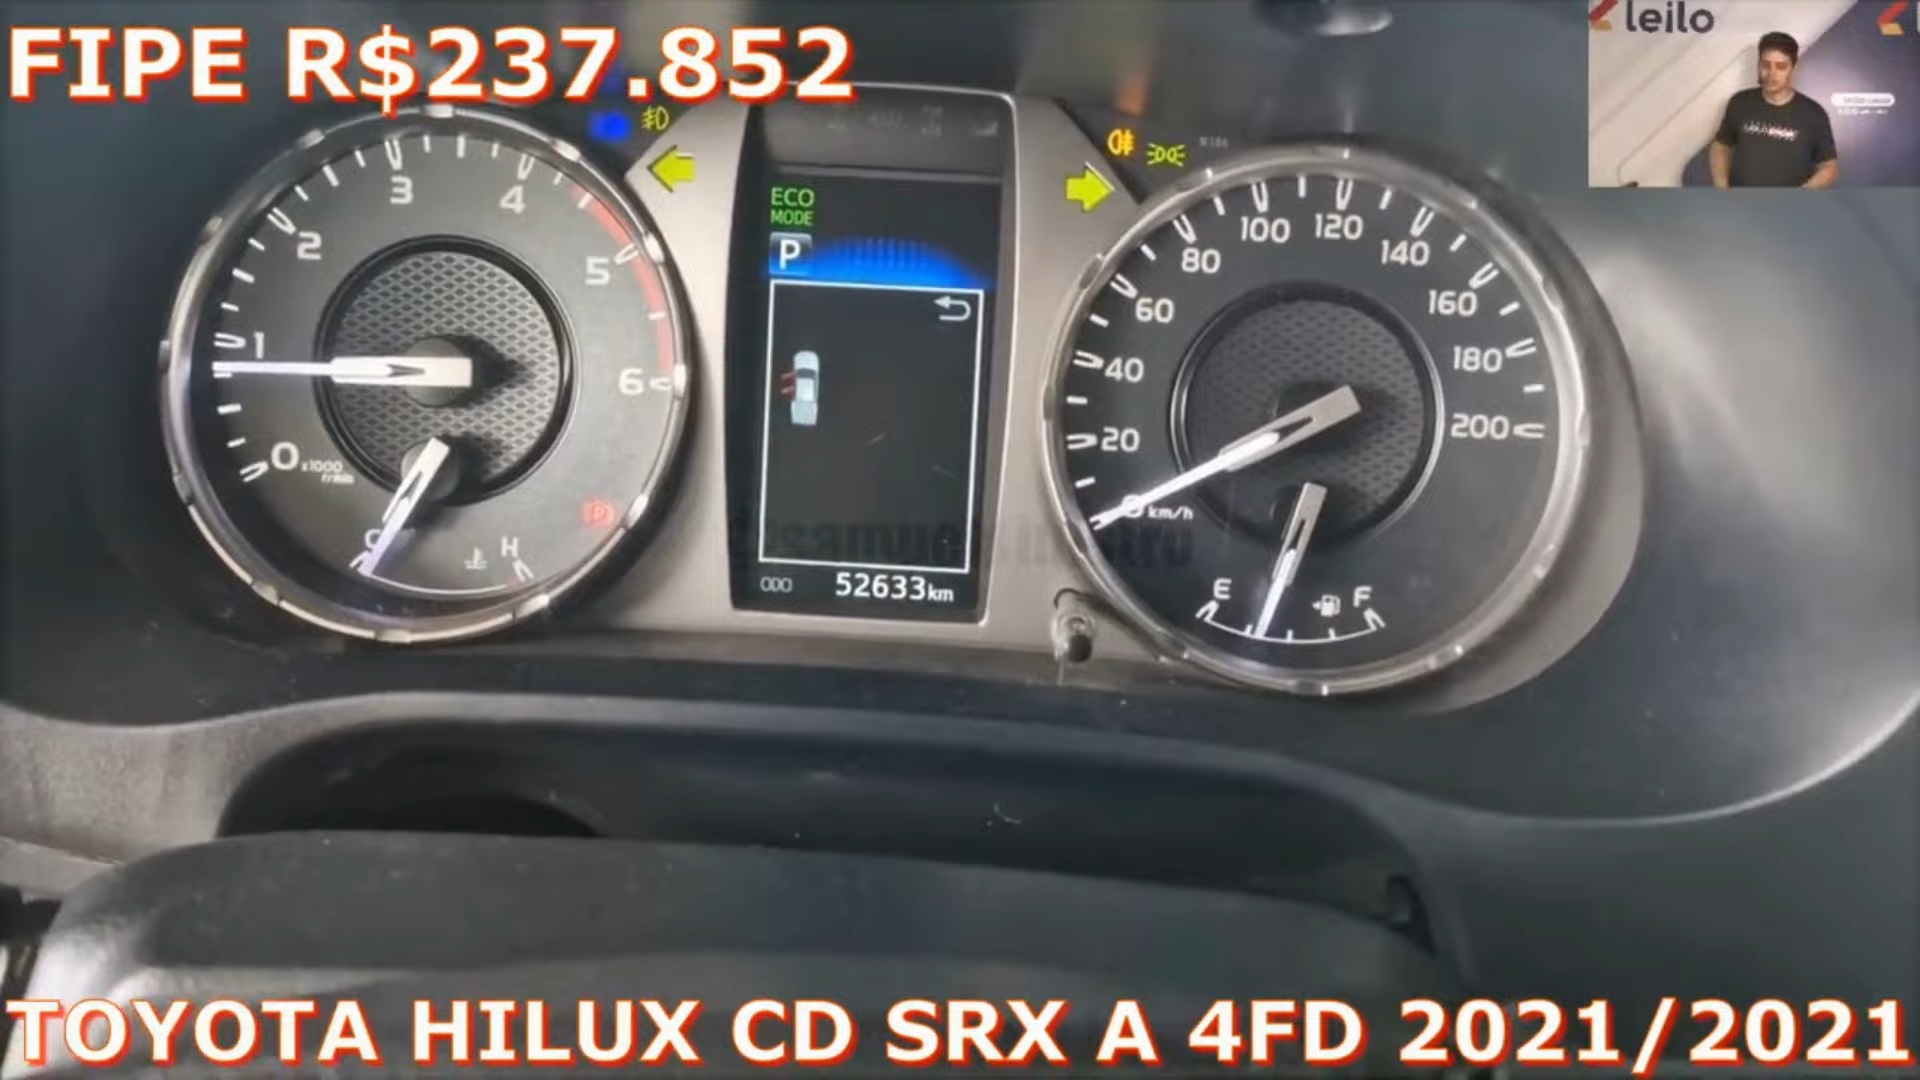 FIPE R$237.852
leilo
ECO
MODE
P
0
1
2
3
4
5
6
x1000
r/min
H
0
20
40
60
80
100
120
140
160
180
200
km/h
E
F
ODO 52633km
TOYOTA HILUX CD SRX A 4FD 2021/2021